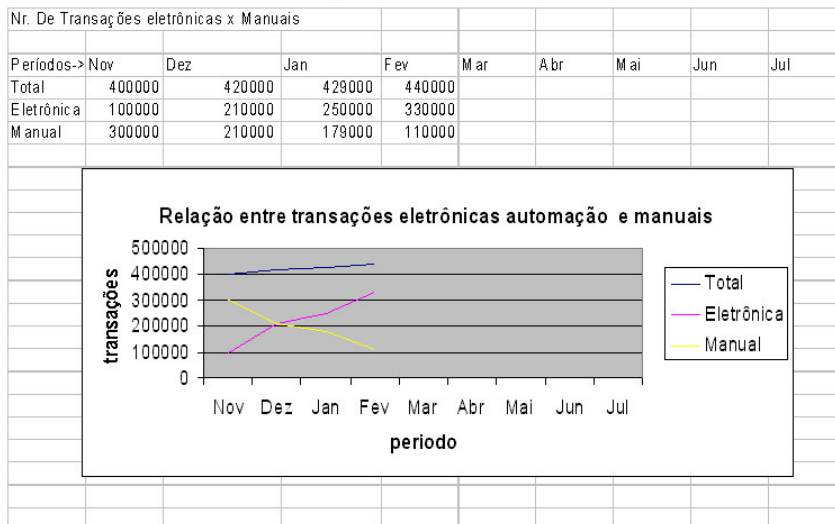 Nr. De Transações eletrônicas x Manuais
Períodos-> Nov Dez Jan Fev Mar Abr Mai Jun Jul
Total 400000 420000 429000 440000
Eletrônica 100000 210000 250000 330000
Manual 300000 210000 179000 110000
Relação entre transações eletrônicas automação e manuais
transações
500000
400000
300000
200000
100000
0
Nov Dez Jan Fev Mar Abr Mai Jun Jul
periodo
Total
Eletrônica
Manual